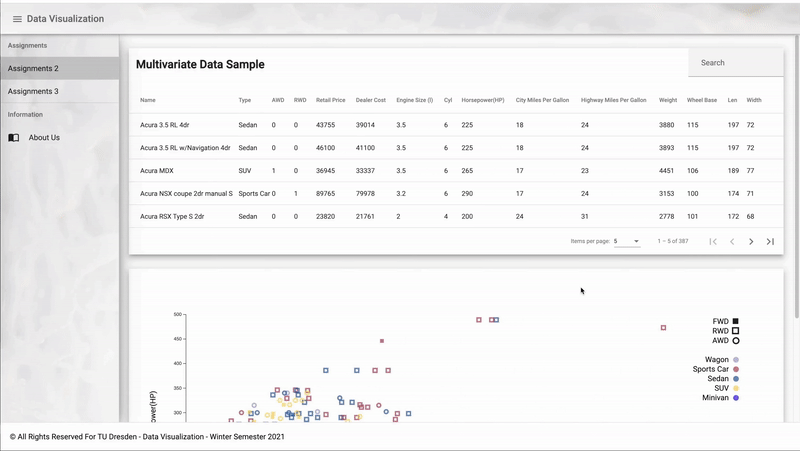 Data Visualization
Assignments
Assignments 2
Assignments 3
Information
About Us
Multivariate Data Sample
Search
Name Type AWD RWD Retail Price Dealer Cost Engine Size (l) Cyl Horsepower(HP) City Miles Per Gallon Highway Miles Per Gallon Weight Wheel Base Len Width
Acura 3.5 RL 4dr Sedan 0 0 43755 39014 3.5 6 225 18 24 3880 115 197 72
Acura 3.5 RL w/Navigation 4dr Sedan 0 0 46100 41100 3.5 6 225 18 24 3893 115 197 72
Acura MDX SUV 1 0 36945 33337 3.5 6 265 17 23 4451 106 189 77
Acura NSX coupe 2dr manual S Sports Car 0 1 89765 79978 3.2 6 290 17 24 3153 100 174 71
Acura RSX Type S 2dr Sedan 0 0 23820 21761 2 4 200 24 31 2778 101 172 68
Items per page: 5 1 – 5 of 387
500
450
400
350
300
power(HP)
FWD
RWD
AWD
Wagon
Sports Car
Sedan
SUV
Minivan
© All Rights Reserved For TU Dresden - Data Visualization - Winter Semester 2021